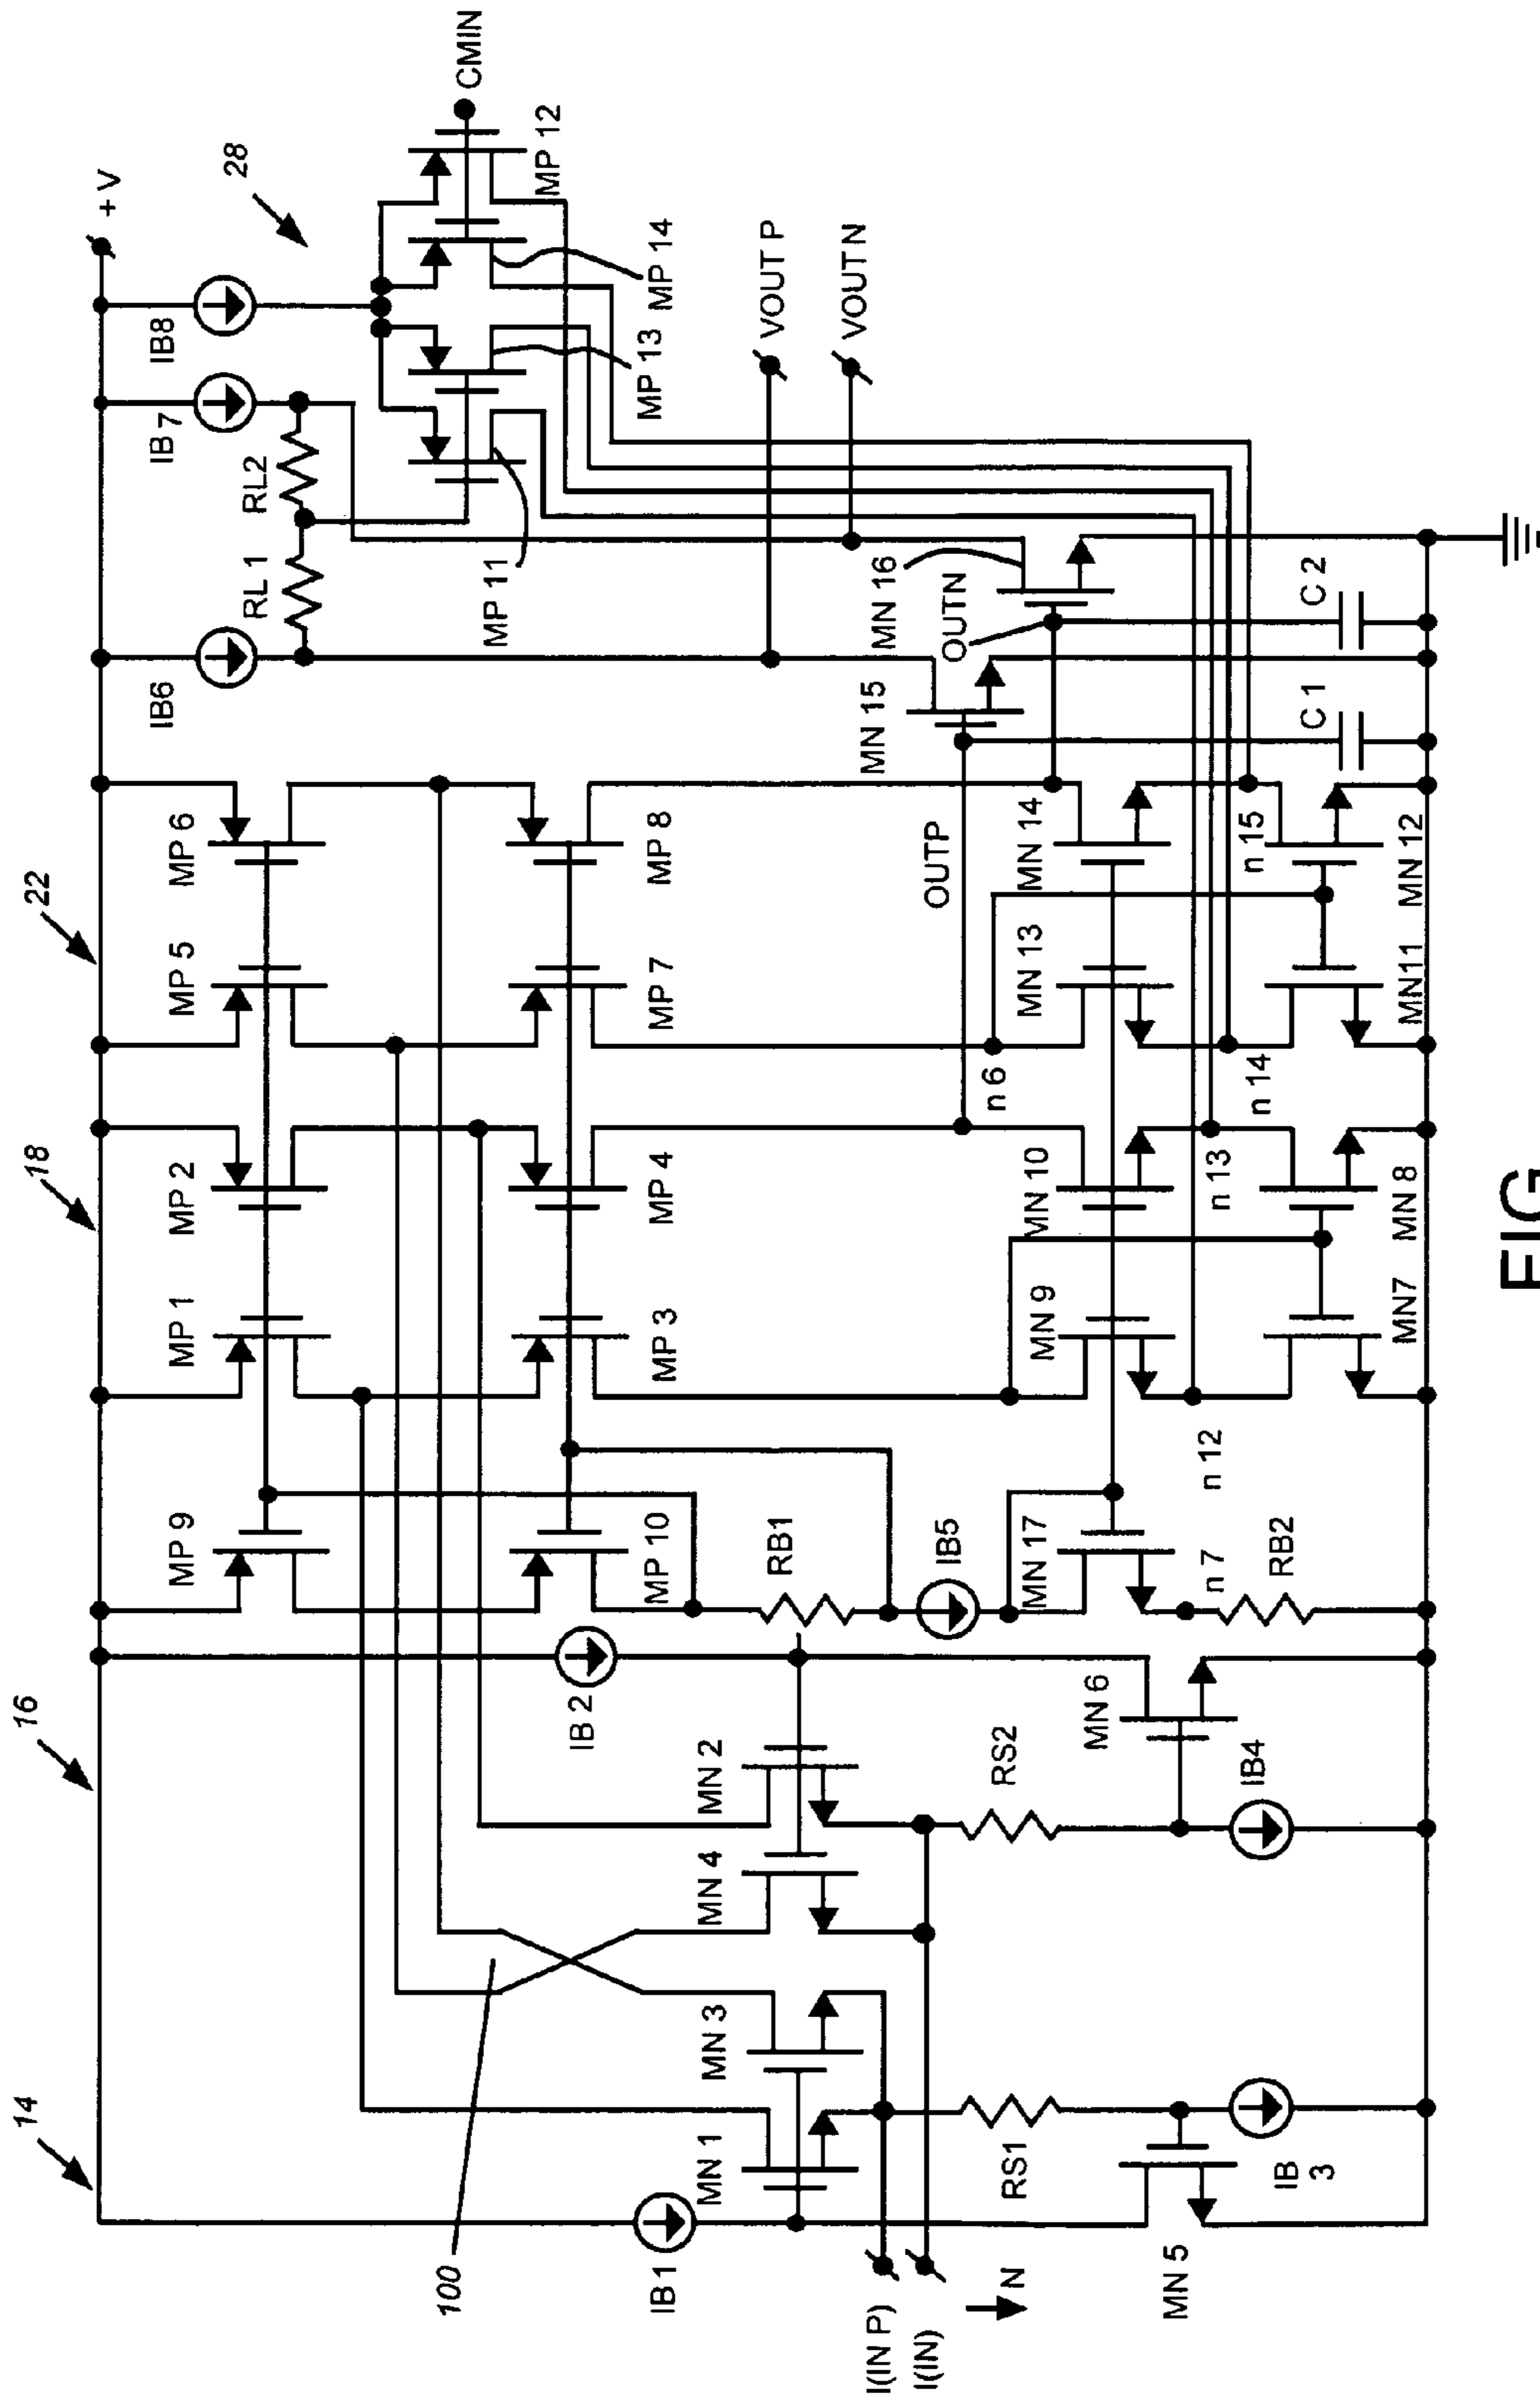 14
16
18
22
28
+ V
IB6
IB 7
IB8
RL 1
RL2
CMIN
MP 9
MP 1
MP 2
MP 5
MP 6
MP 11
MP 13
MP 14
MP 12
100
IB 1
IB 2
MP 10
MP 3
MP 4
MP 7
MP 8
MN 1
MN 3
MN 4
MN 2
RB1
VOUT P
VOUT N
I(IN P)
I(IN)
N
IB5
OUTP
MN 15
MN 16
OUTN
RS1
RS2
MN 6
MN 17
n 6
MN 9
MN 10
MN 13
MN 14
MN 5
IB
3
IB4
n 7
RB2
n 12
n 13
n 14
n 15
C 1
C 2
MN7
MN 8
MN11
MN 12
FIG